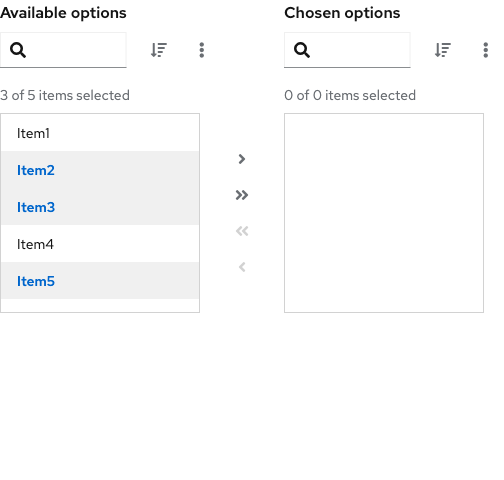 Available options
3 of 5 items selected
Item1
Item2
Item3
Item4
Item5
Chosen options
0 of 0 items selected